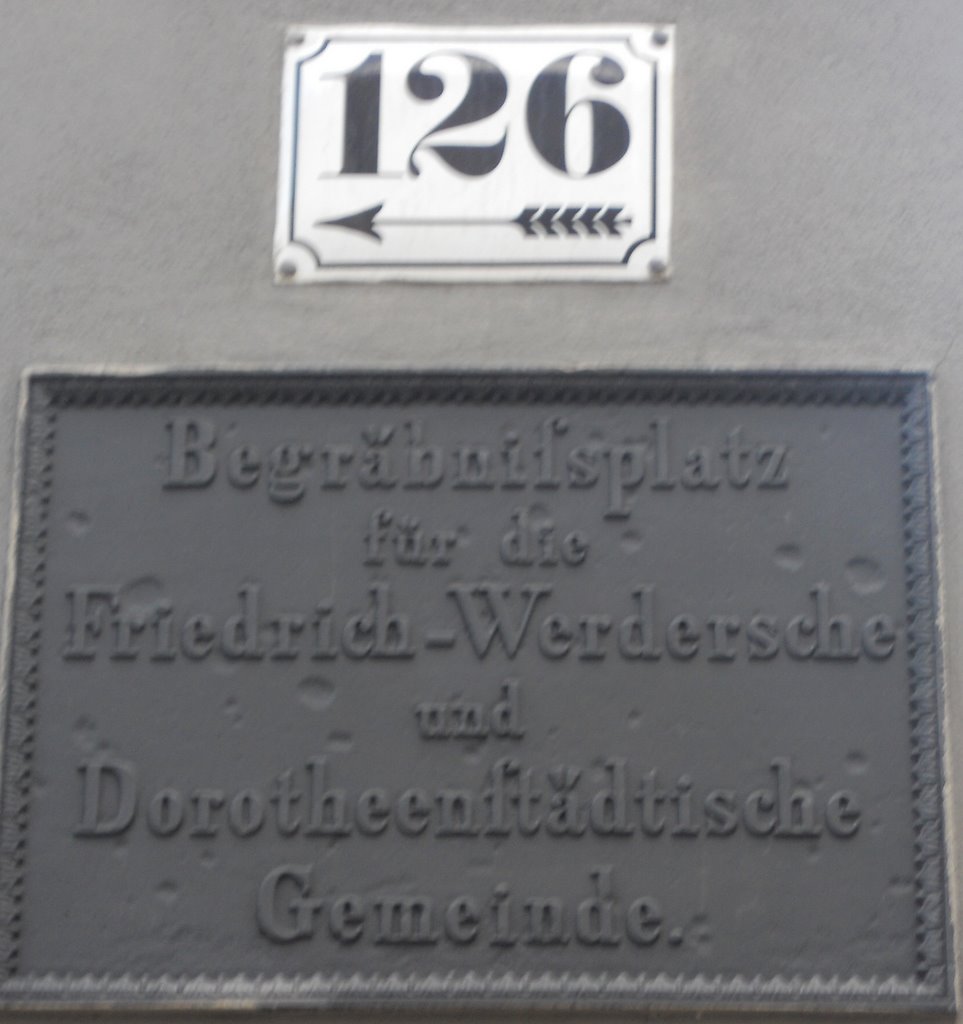 126
Begräbniſsplatz
für die
Friedrich-Werdersche
und
Dorotheenſtädtische
Gemeinde.